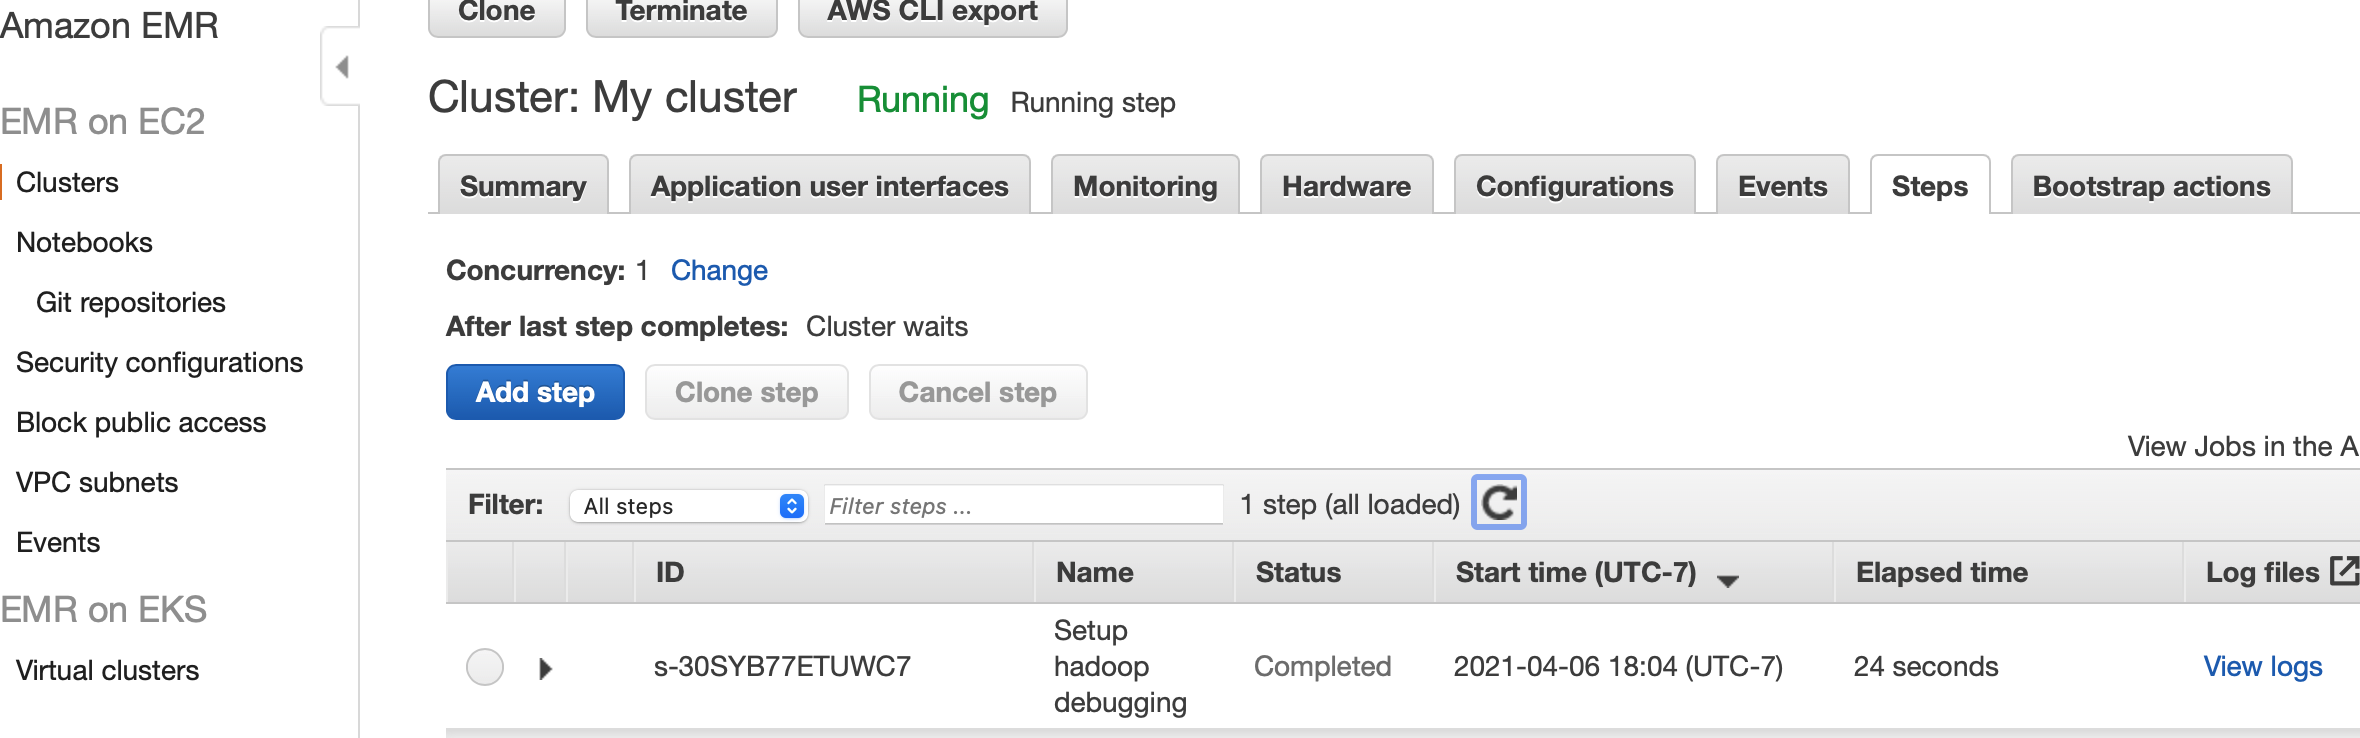 Amazon EMR
EMR on EC2
Clusters
Notebooks
Git repositories
Security configurations
Block public access
VPC subnets
Events
EMR on EKS
Virtual clusters
Clone Terminate AWS CLI export
Cluster: My cluster Running Running step
Summary Application user interfaces Monitoring Hardware Configurations Events Steps Bootstrap actions
Concurrency: 1 Change
After last step completes: Cluster waits
Add step Clone step Cancel step
View Jobs in the A
Filter: All steps Filter steps ... 1 step (all loaded)
ID Name Status Start time (UTC-7) Elapsed time Log files
s-30SYB77ETUWC7 Setup hadoop debugging Completed 2021-04-06 18:04 (UTC-7) 24 seconds View logs